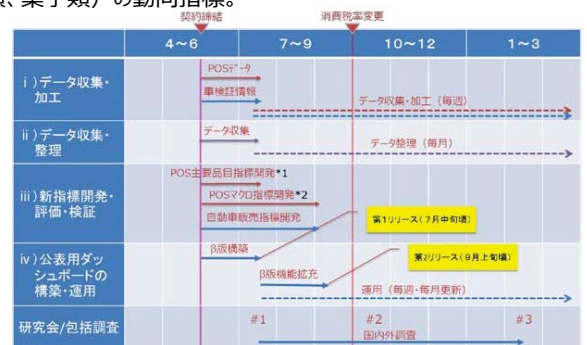 類、菓子類）の動向指標。
契約締結
消費税率変更
4～6
7～9
10～12
1～3
ⅰ）データ収集・
加工
POSデータ
車検証情報
データ収集・加工（毎週）
ⅱ）データ収集・
整理
データ収集
データ整理（毎月）
ⅲ）新指標開発・
評価・検証
POS主要品目指標開発*1
POSマクロ指標開発*2
自動車販売指標開発
第1リリース（7月中旬頃）
ⅳ）公表用ダッ
シュボードの
構築・運用
β版構築
β版機能拡充
第2リリース（9月上旬頃）
運用（毎週・毎月更新）
研究会/包括調査
#1
#2
#3
国内外調査